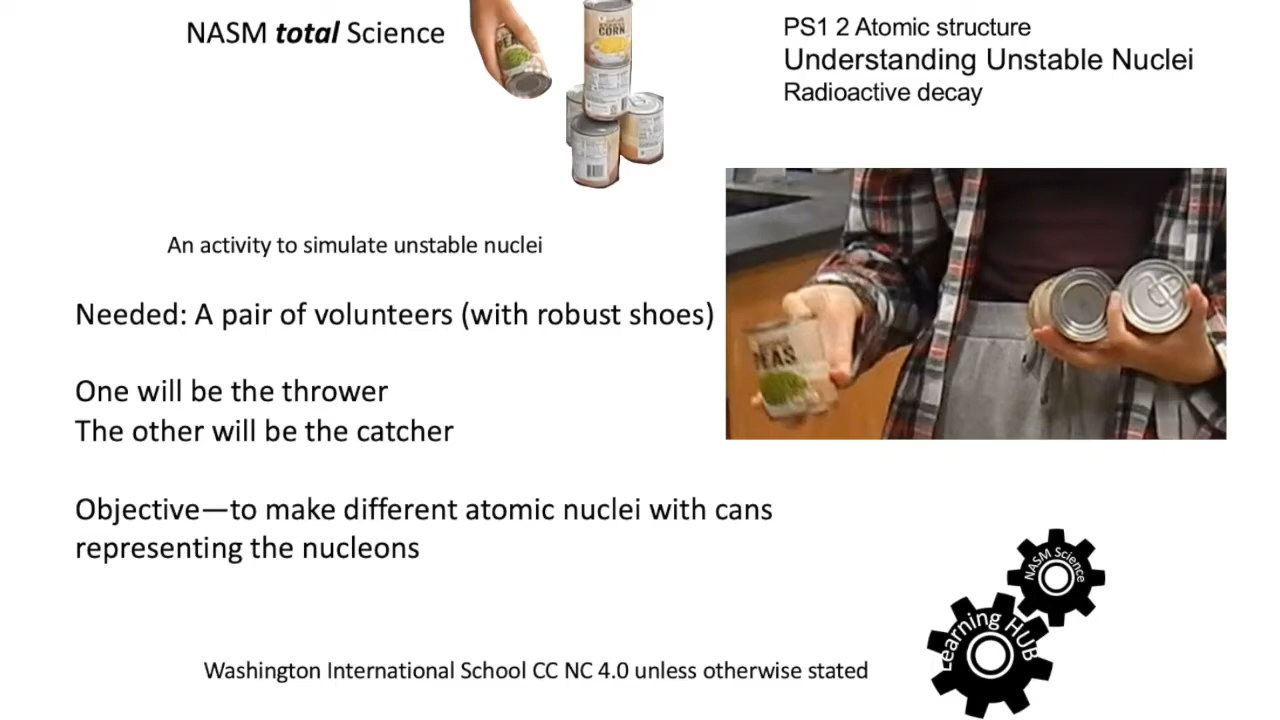 NASM total Science
PS1 2 Atomic structure
Understanding Unstable Nuclei
Radioactive decay
CORN
PEAS
An activity to simulate unstable nuclei
Needed: A pair of volunteers (with robust shoes)
One will be the thrower
The other will be the catcher
PEAS
Objective—to make different atomic nuclei with cans
representing the nucleons
NASM Science
Learning HUB
Washington International School CC NC 4.0 unless otherwise stated